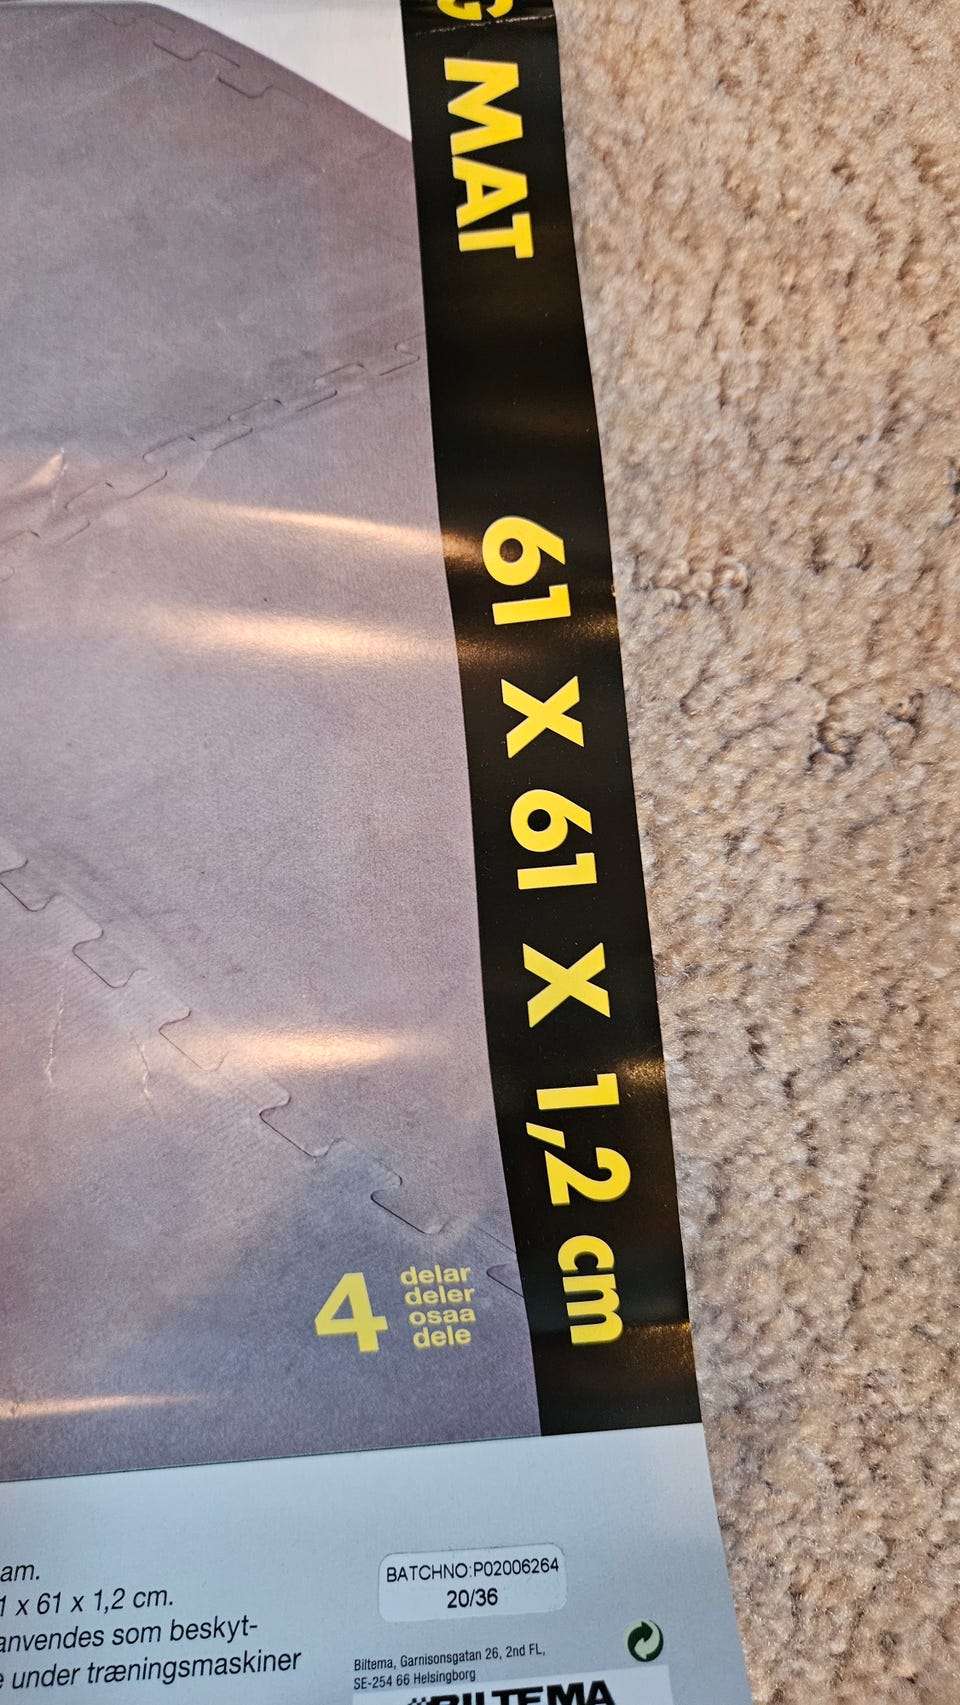 G MAT
61 X 61 X 1,2 cm
4
delar
deler
osaa
dele
am.
1 x 61 x 1,2 cm.
anvendes som beskyt-
e under træningsmaskiner
BATCHNO:P02006264
20/36
Biltema, Garnisonsgatan 26, 2nd FL,
SE-254 66 Helsingborg
BILTEMA